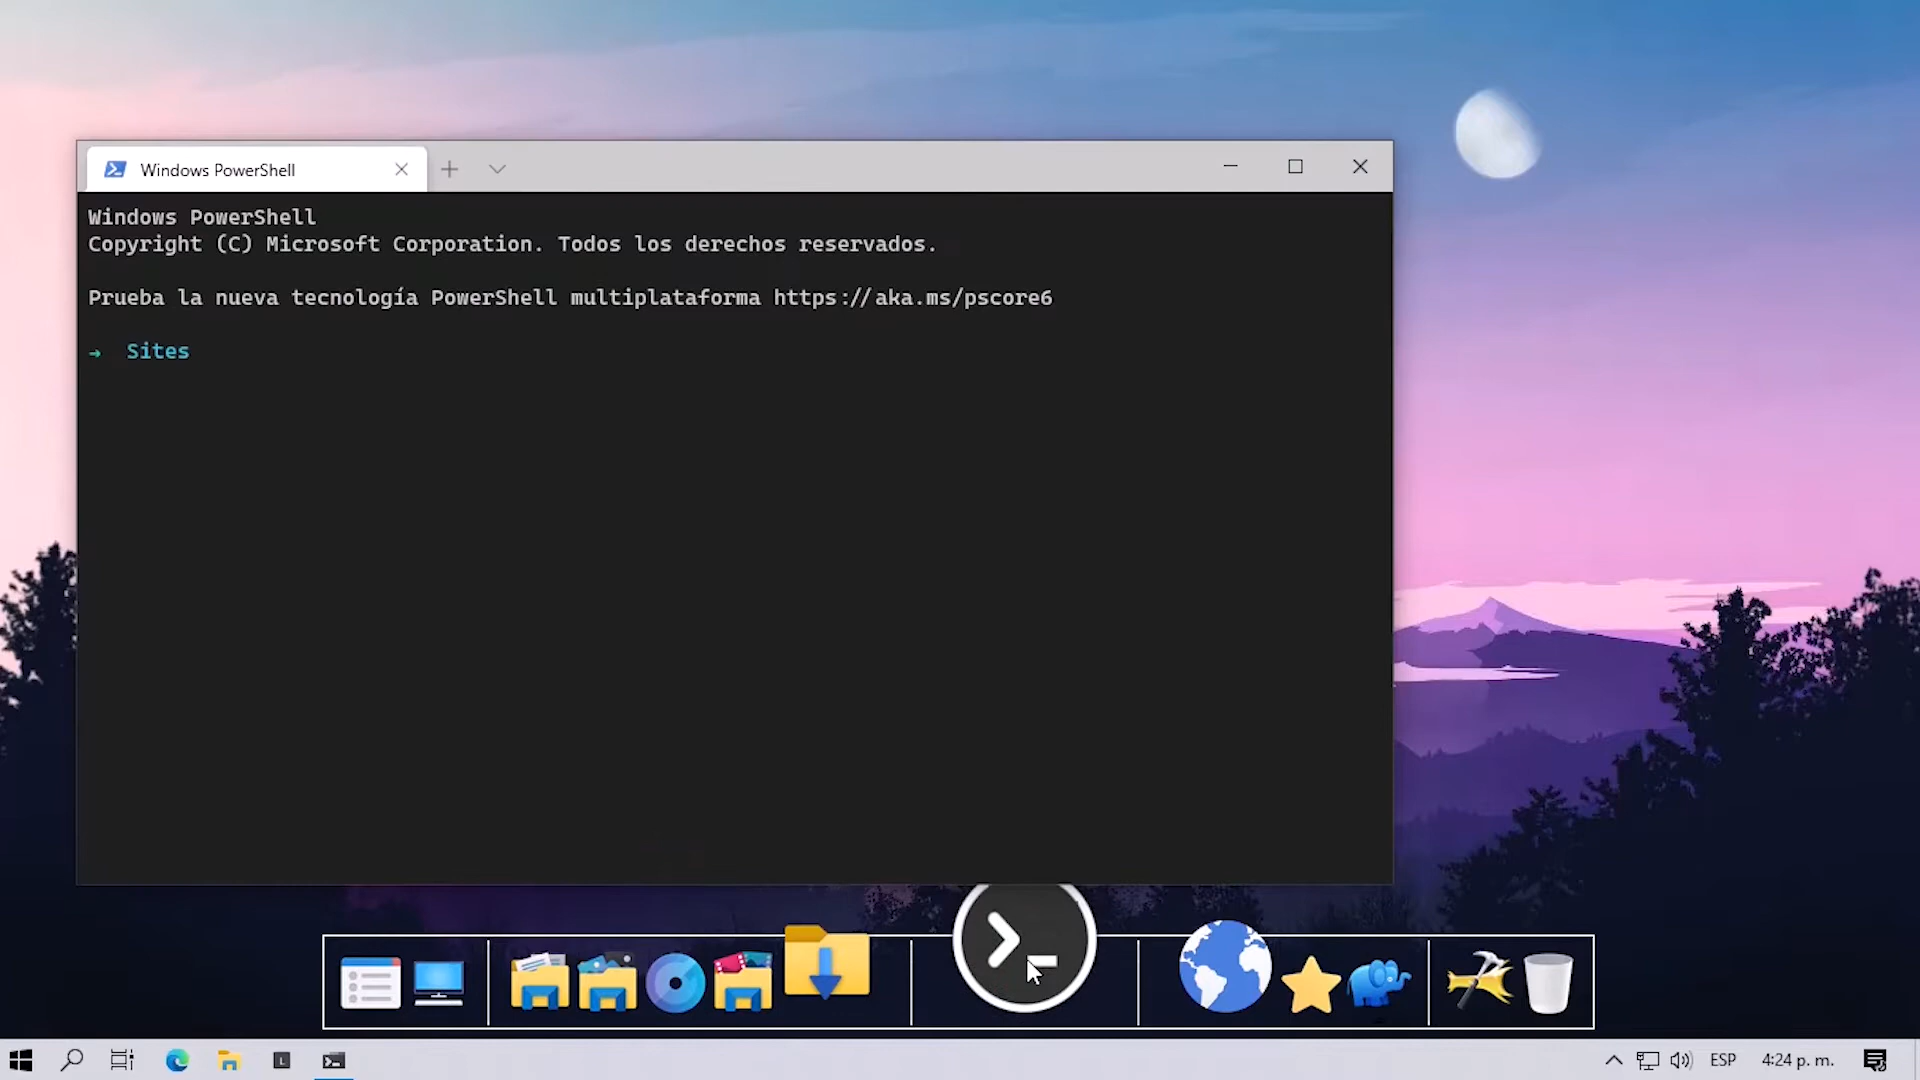 Windows PowerShell
Windows PowerShell
Copyright (C) Microsoft Corporation. Todos los derechos reservados.
Prueba la nueva tecnología PowerShell multiplataforma https://aka.ms/pscore6
→ Sites
L
ESP
4:24 p. m.